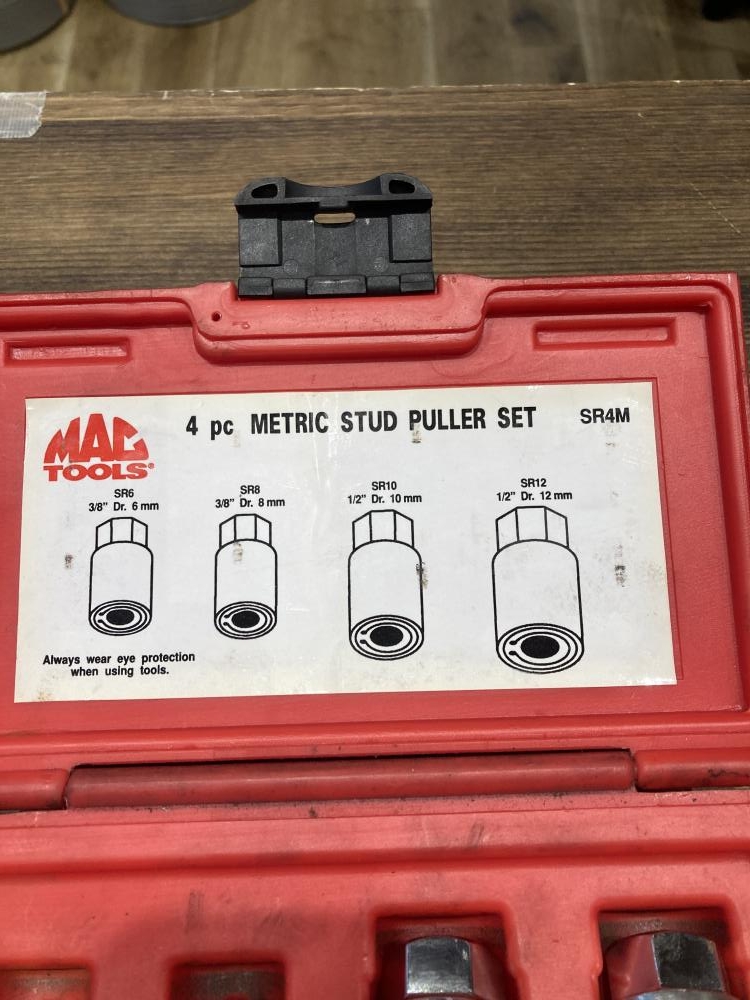 4 pc METRIC STUD PULLER SET SR4M
MAC
TOOLS®
SR6
3/8" Dr. 6 mm
SR8
3/8" Dr. 8 mm
SR10
1/2" Dr. 10 mm
SR12
1/2" Dr. 12 mm
Always wear eye protection
when using tools.